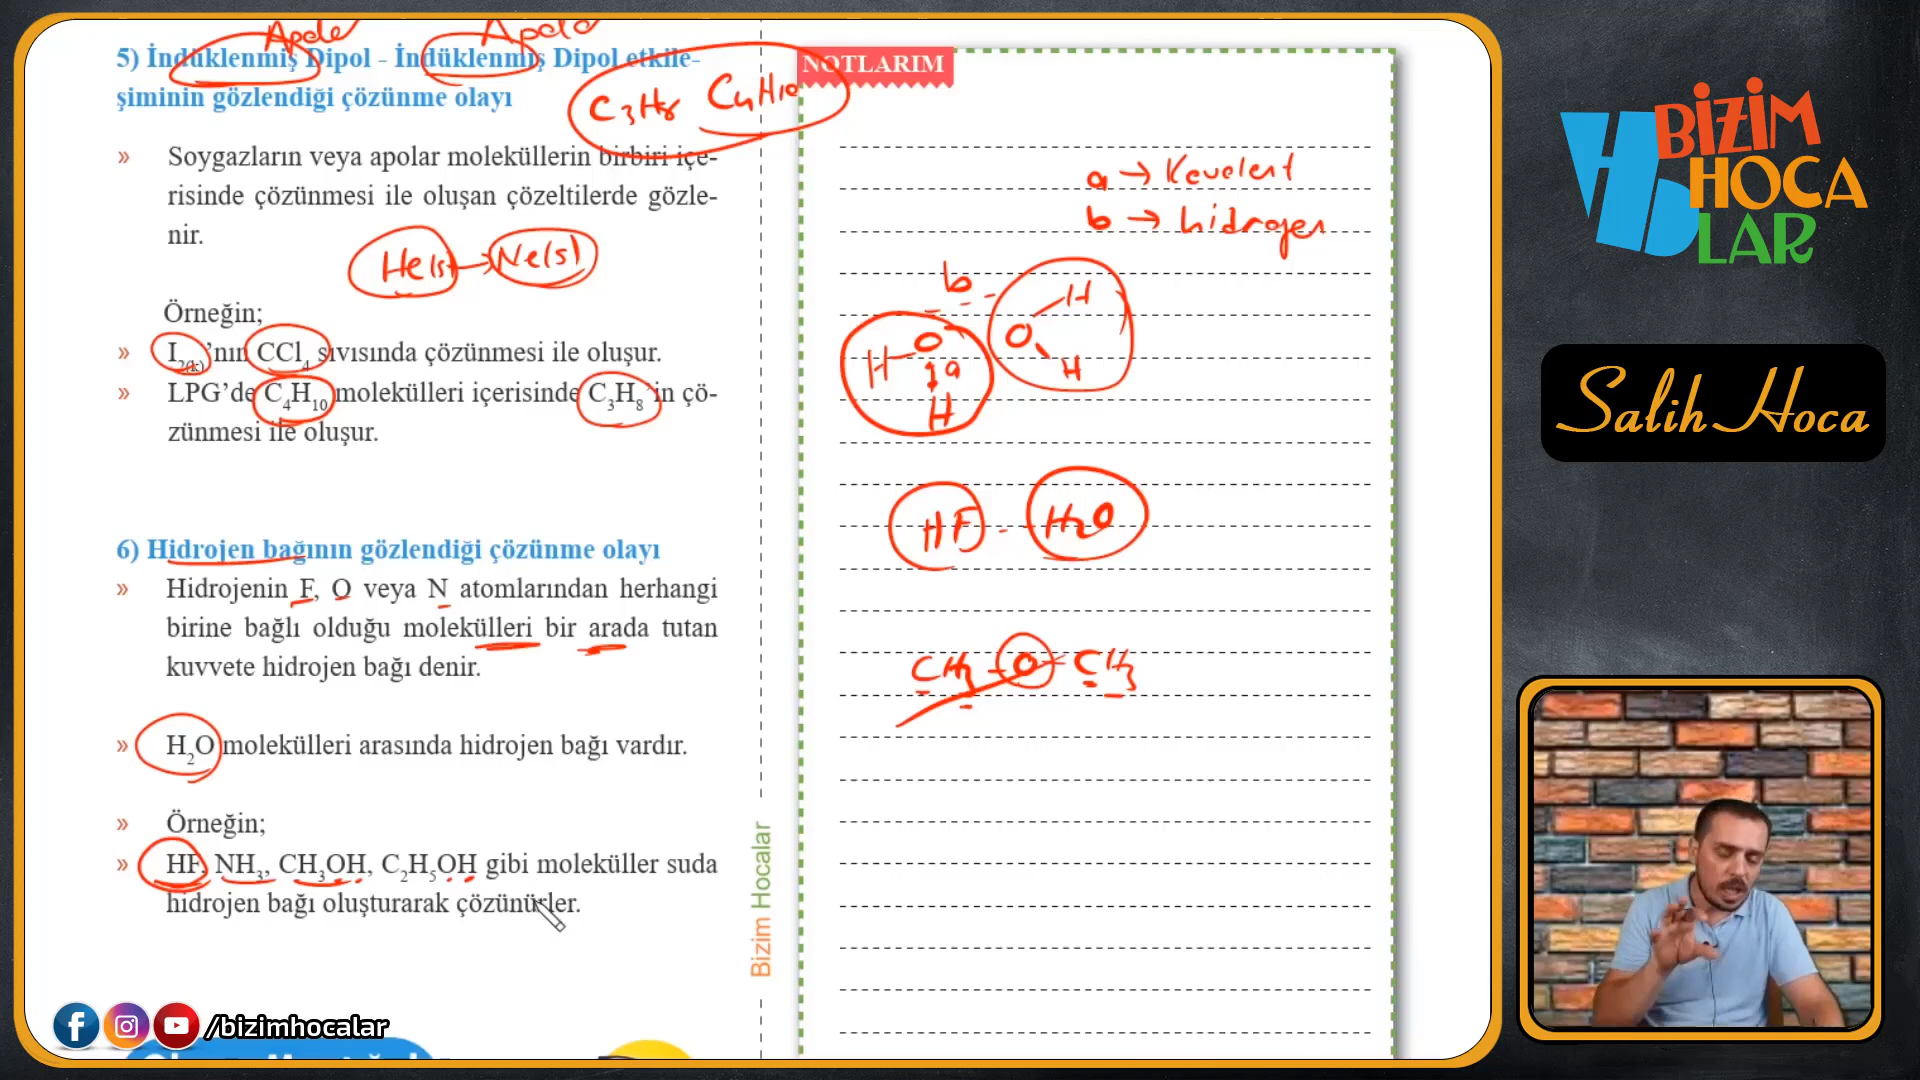 Apolar Apolar
5) İndüklenmiş Dipol - İndüklenmiş Dipol etkile-
şiminin gözlendiği çözünme olayı
C3H8 C4H10
» Soygazların veya apolar moleküllerin birbiri içe-
risinde çözünmesi ile oluşan çözeltilerde gözle-
nir.
He(s) → Ne(s)
Örneğin;
» I2(k)'nın CCl4 sıvısında çözünmesi ile oluşur.
» LPG'de C4H10 molekülleri içerisinde C3H8'in çö-
zünmesi ile oluşur.
6) Hidrojen bağının gözlendiği çözünme olayı
» Hidrojenin F, O veya N atomlarından herhangi
birine bağlı olduğu molekülleri bir arada tutan
kuvvete hidrojen bağı denir.
» H2O molekülleri arasında hidrojen bağı vardır.
» Örneğin;
» HF, NH3, CH3OH, C2H5OH gibi moleküller suda
hidrojen bağı oluşturarak çözünürler.
Bizim Hocalar
NOTLARIM
a → Kovalent
b → hidrojen
b
H O a H
O H H
HF - H2O
CH3 - O - CH3
BİZİM
HOCA
LAR
Salih Hoca
/bizimhocalar